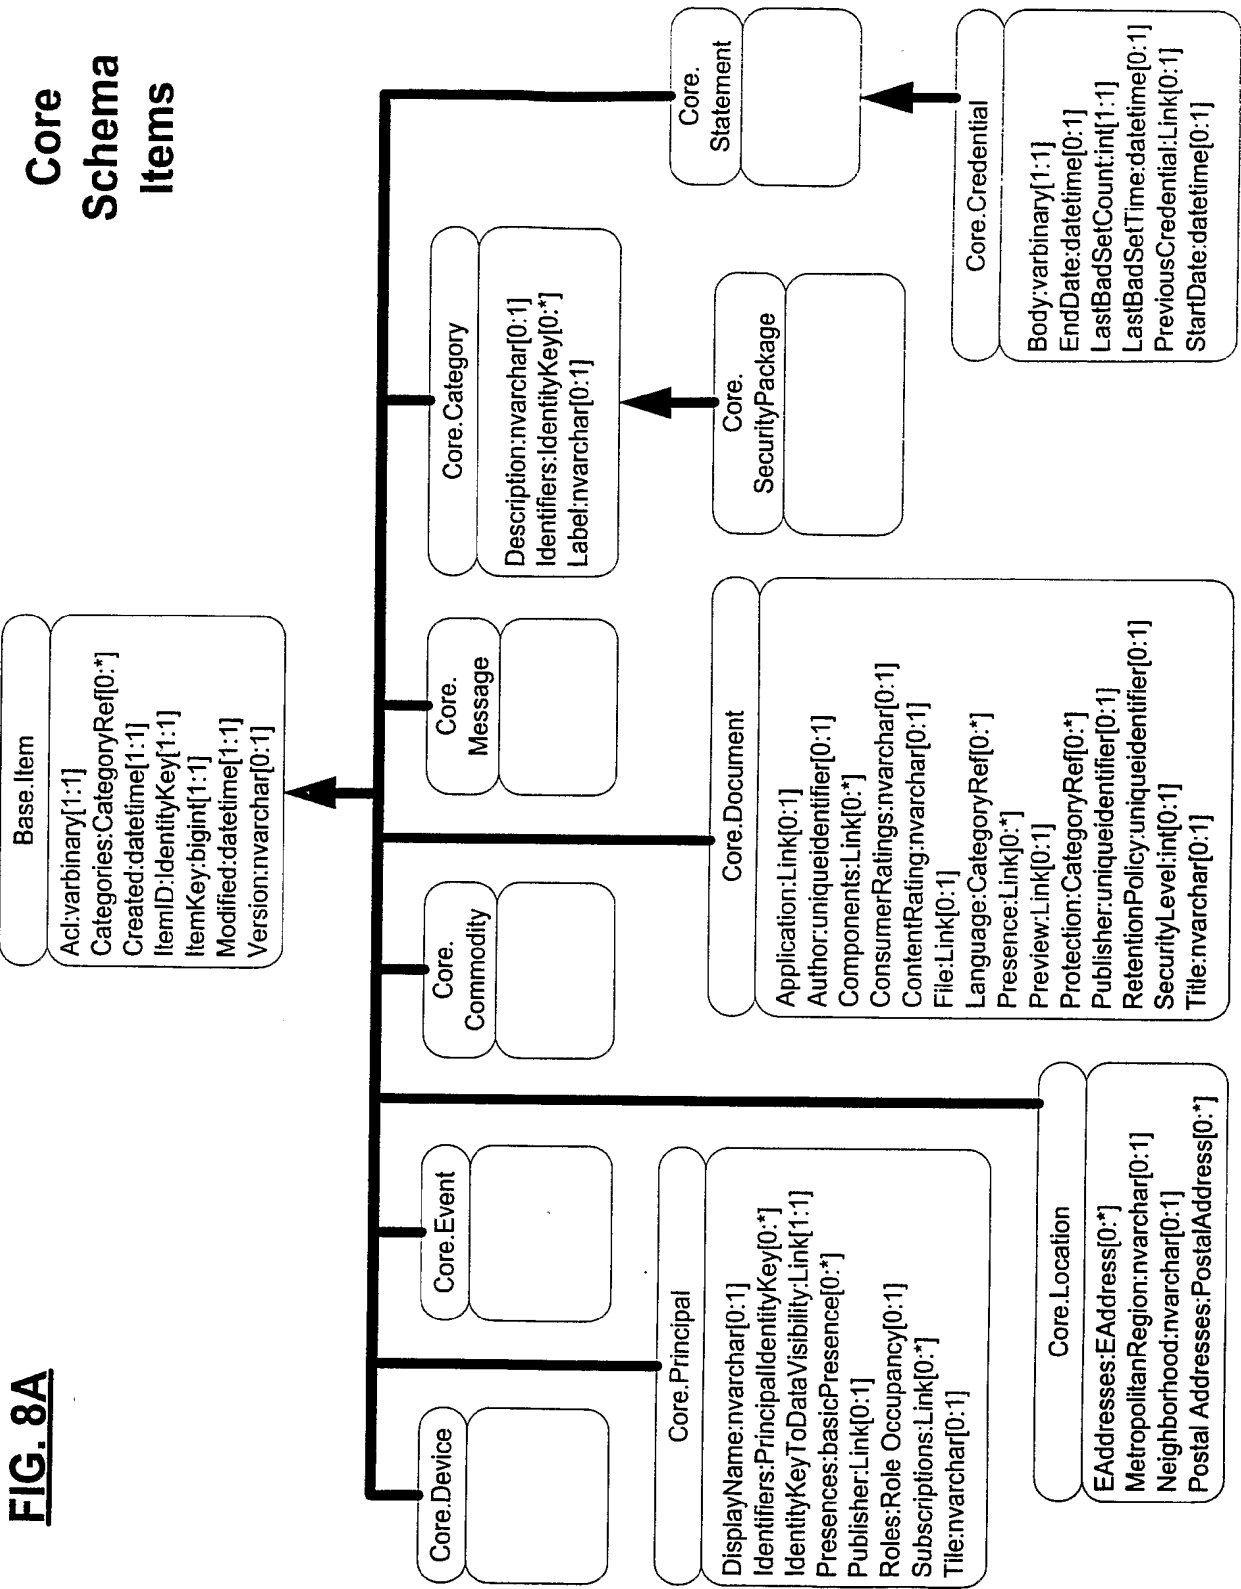 FIG. 8A
Core
Schema
Items
Base.Item
Acl:varbinary[1:1]
Categories:CategoryRef[0:*]
Created:datetime[1:1]
ItemID:IdentityKey[1:1]
ItemKey:bigint[1:1]
Modified:datetime[1:1]
Version:nvarchar[0:1]
Core.Device
Core.Event
Core.
Commodity
Core.
Message
Core.Category
Description:nvarchar[0:1]
Identifiers:IdentityKey[0:*]
Label:nvarchar[0:1]
Core.
Statement
Core.Principal
DisplayName:nvarchar[0:1]
Identifiers:PrincipalIdentityKey[0:*]
IdentityKeyToDataVisibility:Link[1:1]
Presences:basicPresence[0:*]
Publisher:Link[0:1]
Roles:Role Occupancy[0:1]
Subscriptions:Link[0:*]
Tile:nvarchar[0:1]
Core.Document
Application:Link[0:1]
Author:uniqueidentifier[0:1]
Components:Link[0:*]
ConsumerRatings:nvarchar[0:1]
ContentRating:nvarchar[0:1]
File:Link[0:1]
Language:CategoryRef[0:*]
Presence:Link]0:*]
Preview:Link[0:1]
Protection:CategoryRef[0:*]
Publisher:uniqueidentifier[0:1]
RetentionPolicy:uniqueidentifier[0:1]
SecurityLevel:int[0:1]
Title:nvarchar[0:1]
Core.
SecurityPackage
Core.Credential
Body:varbinary[1:1]
EndDate:datetime[0:1]
LastBadSetCount:int[1:1]
LastBadSetTime:datetime[0:1]
PreviousCredential:Link[0:1]
StartDate:datetime[0:1]
Core.Location
EAddresses:EAddress[0:*]
MetropolitanRegion:nvarchar[0:1]
Neighborhood:nvarchar[0:1]
Postal Addresses:PostalAddress[0:*]